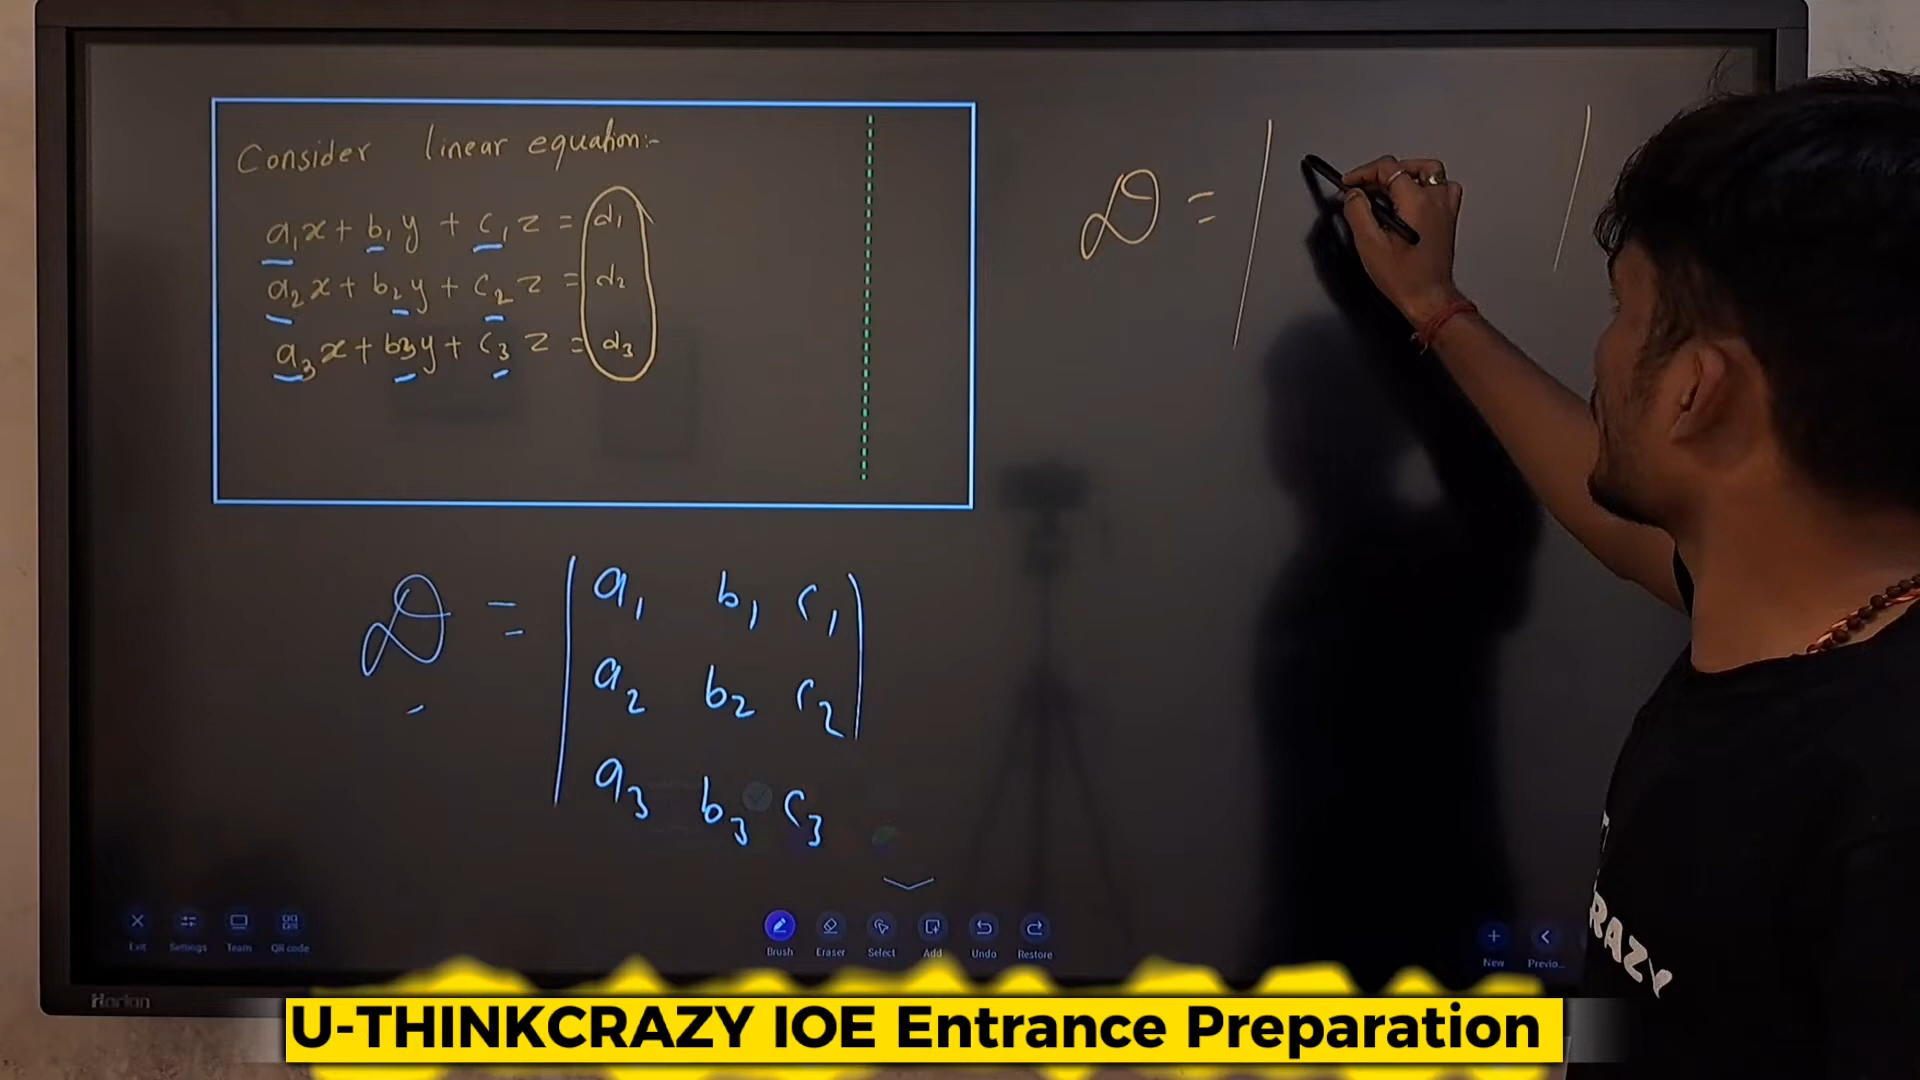 Consider linear equation:-
a₁x + b₁y + c₁z = d₁
a₂x + b₂y + c₂z = d₂
a₃x + b₃y + c₃z = d₃
D = |
D = | a₁ b₁ c₁ |
a₂ b₂ c₂
a₃ b₃ c₃
Exit Settings Team QR code
Brush Eraser Select Add Undo Restore
New Previo...
Horion
RAZY
U-THINKCRAZY IOE Entrance Preparation